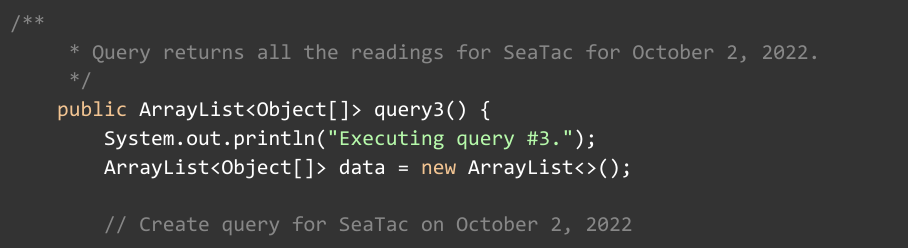 /**
* Query returns all the readings for SeaTac for October 2, 2022.
*/
public ArrayList<Object[]> query3() {
System.out.println("Executing query #3.");
ArrayList<Object[]> data = new ArrayList<>();
// Create query for SeaTac on October 2, 2022